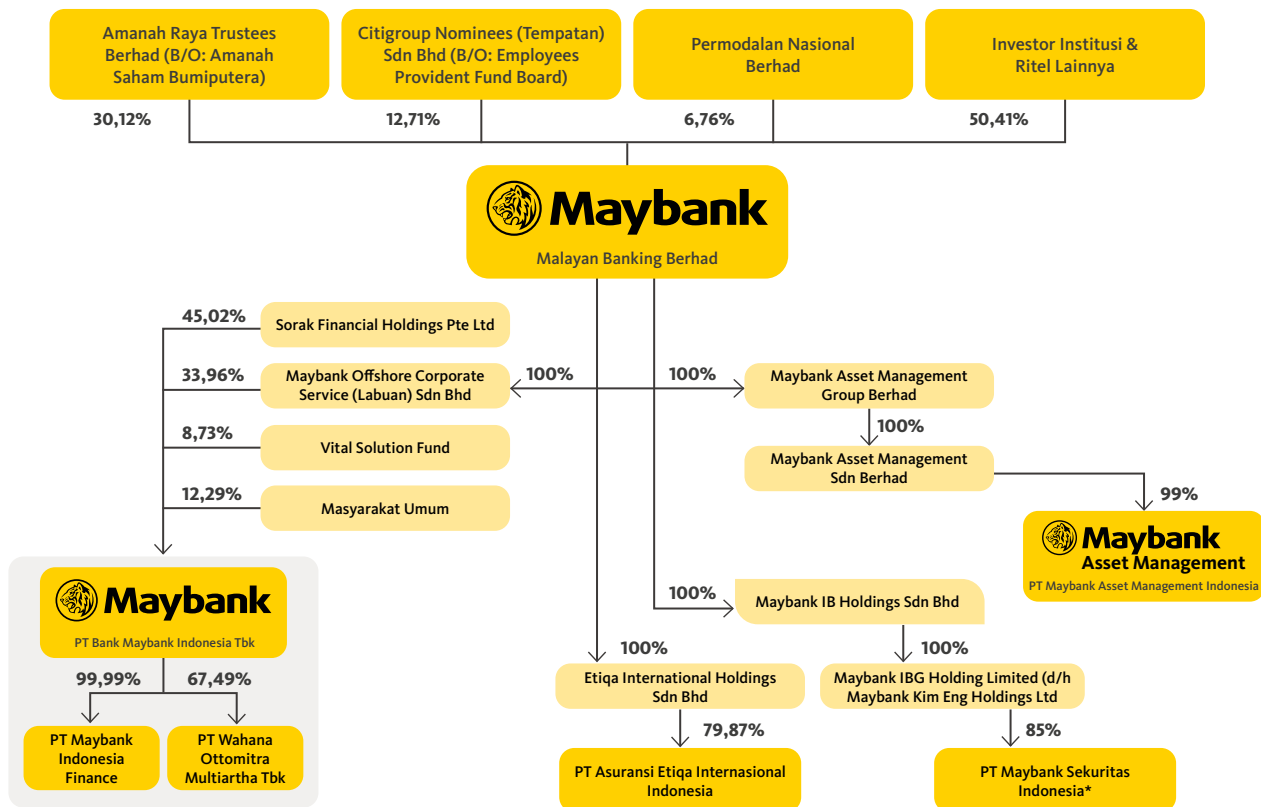 Amanah Raya Trustees
Berhad (B/O: Amanah
Saham Bumiputera)
Citigroup Nominees (Tempatan)
Sdn Bhd (B/O: Employees
Provident Fund Board)
Permodalan Nasional
Berhad
Investor Institusi &
Ritel Lainnya
30,12%
12,71%
6,76%
50,41%
Maybank
Malayan Banking Berhad
45,02%
Sorak Financial Holdings Pte Ltd
33,96%
Maybank Offshore Corporate
Service (Labuan) Sdn Bhd
100%
100%
Maybank Asset Management
Group Berhad
100%
8,73%
Vital Solution Fund
Maybank Asset Management
Sdn Berhad
12,29%
Masyarakat Umum
99%
Maybank
Asset Management
PT Maybank Asset Management Indonesia
Maybank
PT Bank Maybank Indonesia Tbk
99,99%
67,49%
PT Maybank
Indonesia
Finance
PT Wahana
Ottomitra
Multiartha Tbk
100%
Maybank IB Holdings Sdn Bhd
100%
100%
Etiqa International Holdings
Sdn Bhd
Maybank IBG Holding Limited (d/h
Maybank Kim Eng Holdings Ltd
79,87%
85%
PT Asuransi Etiqa Internasional
Indonesia
PT Maybank Sekuritas
Indonesia*